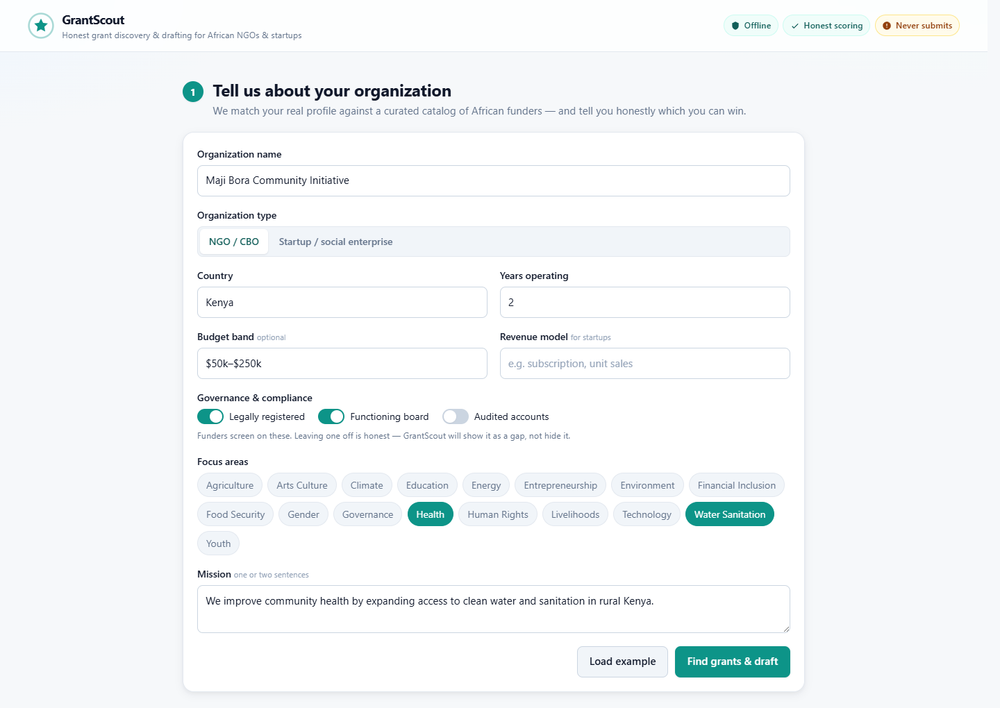 GrantScout
Honest grant discovery & drafting for African NGOs & startups
Offline
Honest scoring
Never submits
1
Tell us about your organization
We match your real profile against a curated catalog of African funders — and tell you honestly which you can win.
Organization name
Maji Bora Community Initiative
Organization type
NGO / CBO
Startup / social enterprise
Country
Years operating
Kenya
2
Budget band optional
Revenue model for startups
$50k–$250k
e.g. subscription, unit sales
Governance & compliance
Legally registered
Functioning board
Audited accounts
Funders screen on these. Leaving one off is honest — GrantScout will show it as a gap, not hide it.
Focus areas
Agriculture
Arts Culture
Climate
Education
Energy
Entrepreneurship
Environment
Financial Inclusion
Food Security
Gender
Governance
Health
Human Rights
Livelihoods
Technology
Water Sanitation
Youth
Mission one or two sentences
We improve community health by expanding access to clean water and sanitation in rural Kenya.
Load example
Find grants & draft